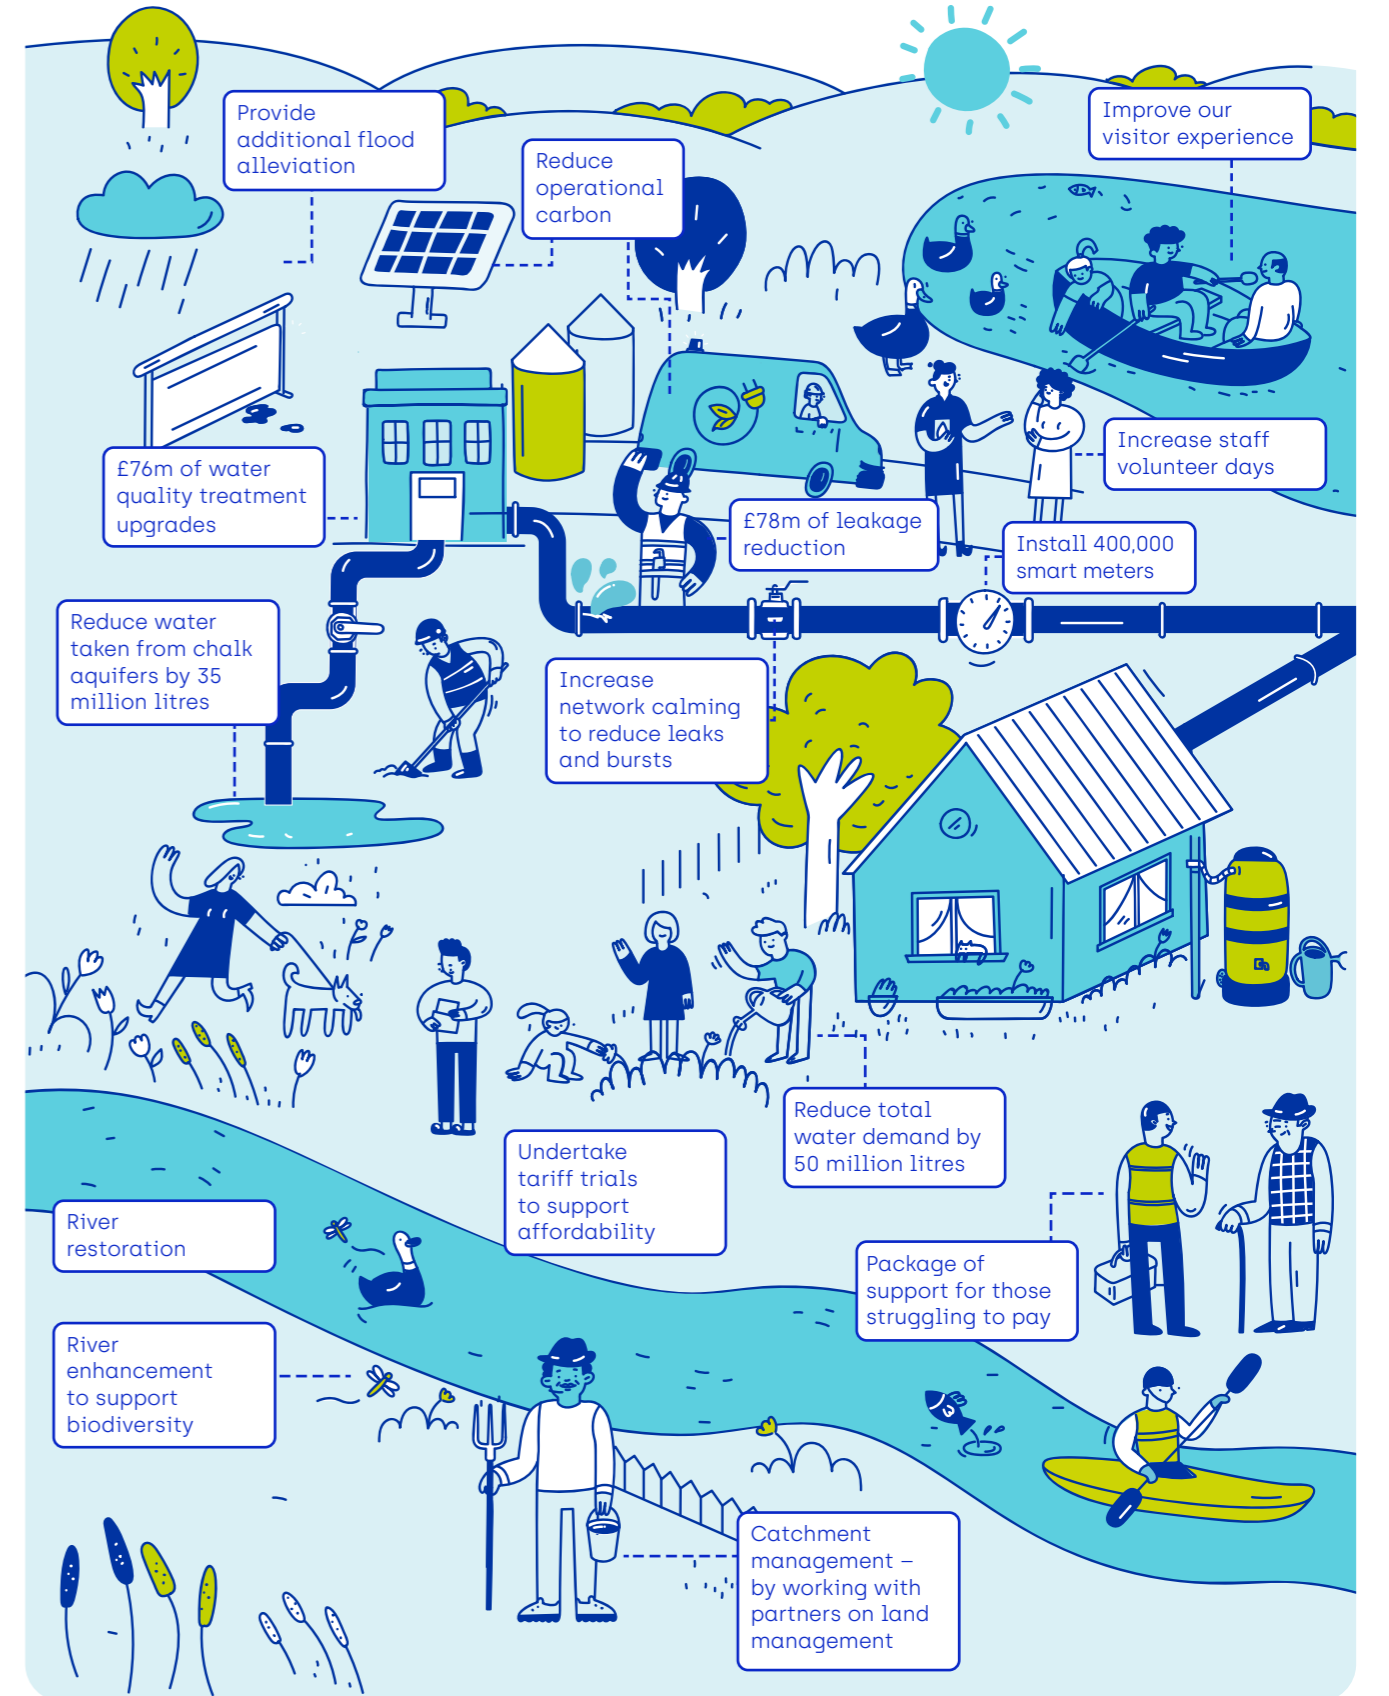 Provide
additional flood
alleviation
Reduce
operational
carbon
Improve our
visitor experience
Increase staff
volunteer days
£76m of water
quality treatment
upgrades
£78m of leakage
reduction
Install 400,000
smart meters
Reduce water
taken from chalk
aquifers by 35
million litres
Increase
network calming
to reduce leaks
and bursts
Reduce total
water demand by
50 million litres
Undertake
tariff trials
to support
affordability
River
restoration
Package of
support for those
struggling to pay
River
enhancement
to support
biodiversity
Catchment
management –
by working with
partners on land
management